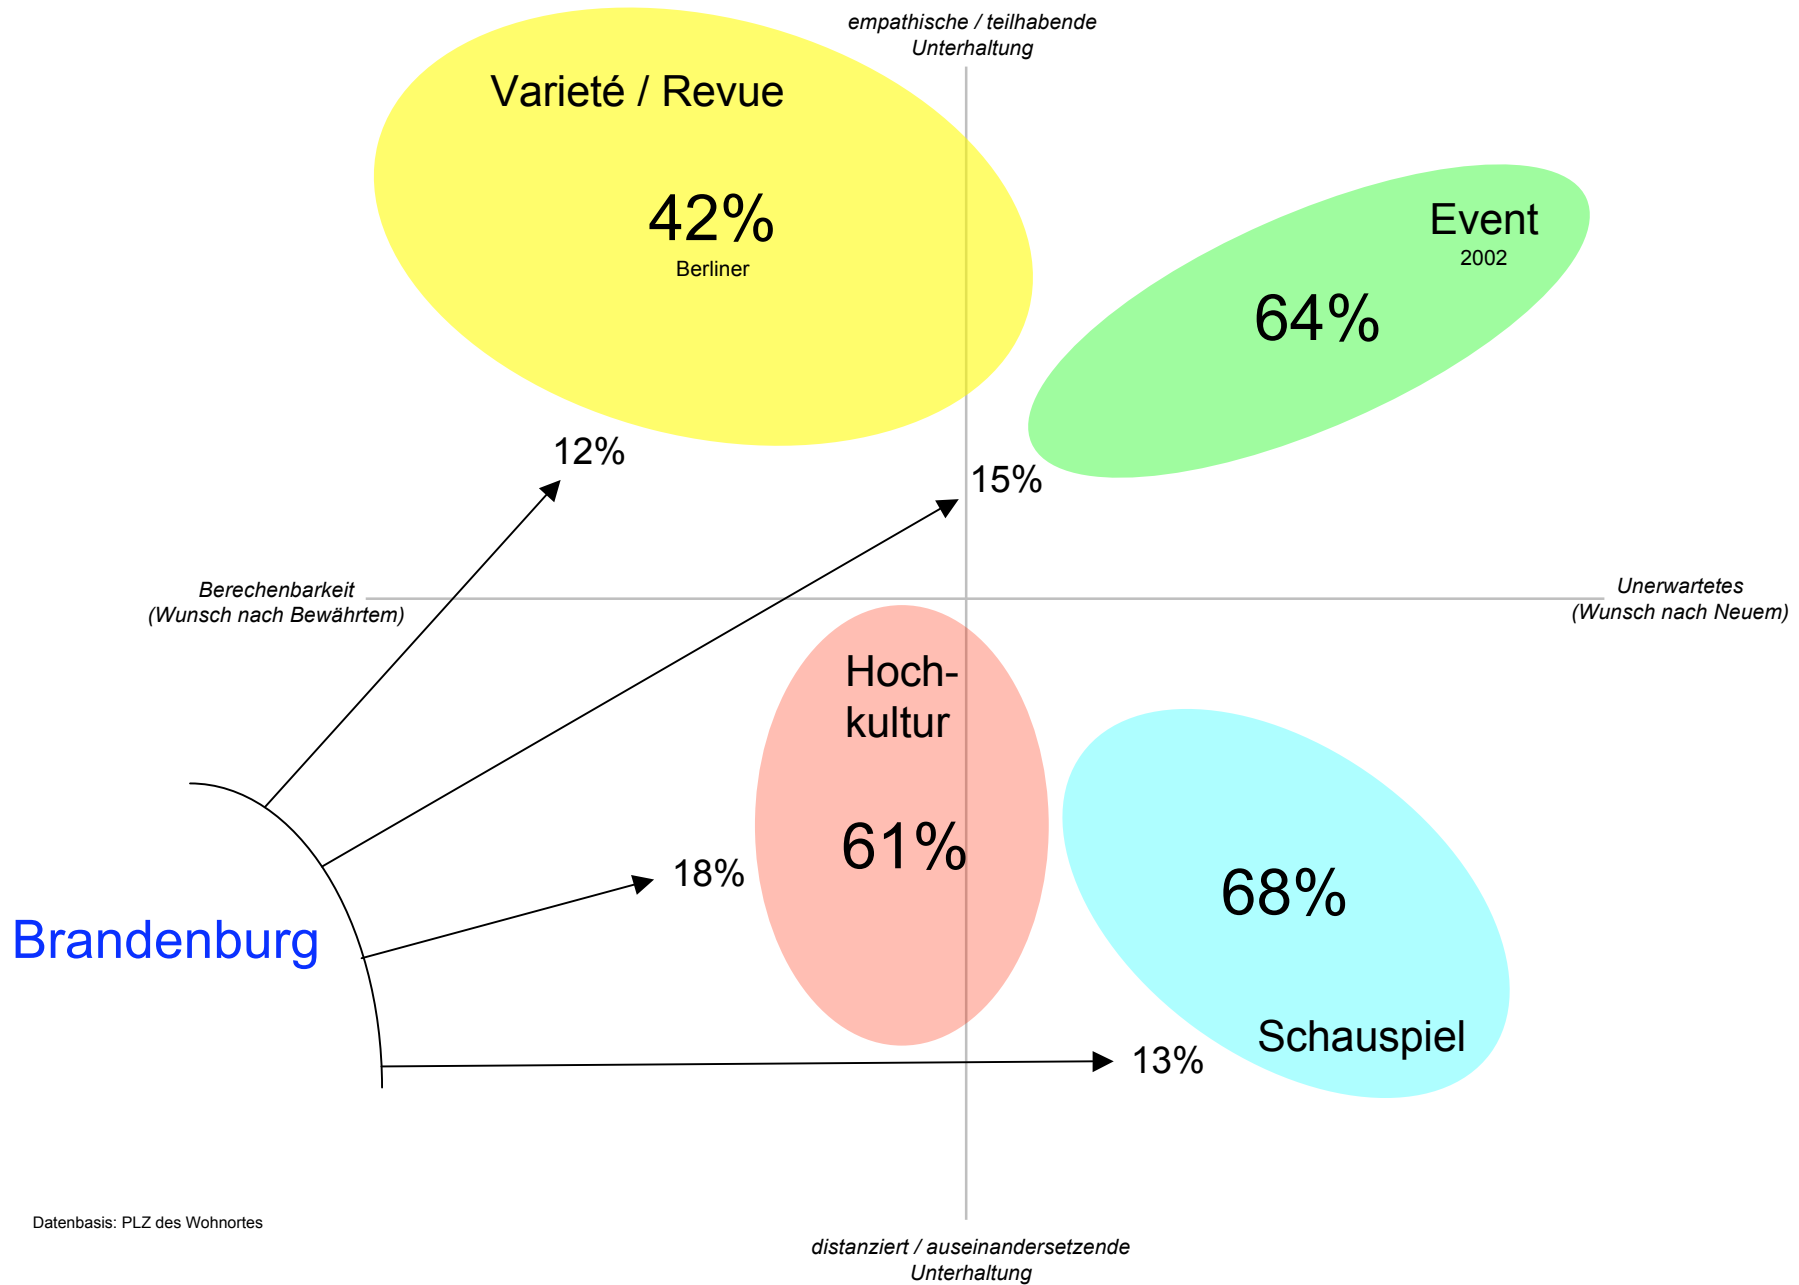 empathische / teilhabende
Unterhaltung
Varieté / Revue
42%
Berliner
Event
2002
64%
12%
15%
Berechenbarkeit
(Wunsch nach Bewährtem)
Unerwartetes
(Wunsch nach Neuem)
Hoch-
kultur
61%
18%
68%
Brandenburg
Schauspiel
13%
Datenbasis: PLZ des Wohnortes
distanziert / auseinandersetzende
Unterhaltung